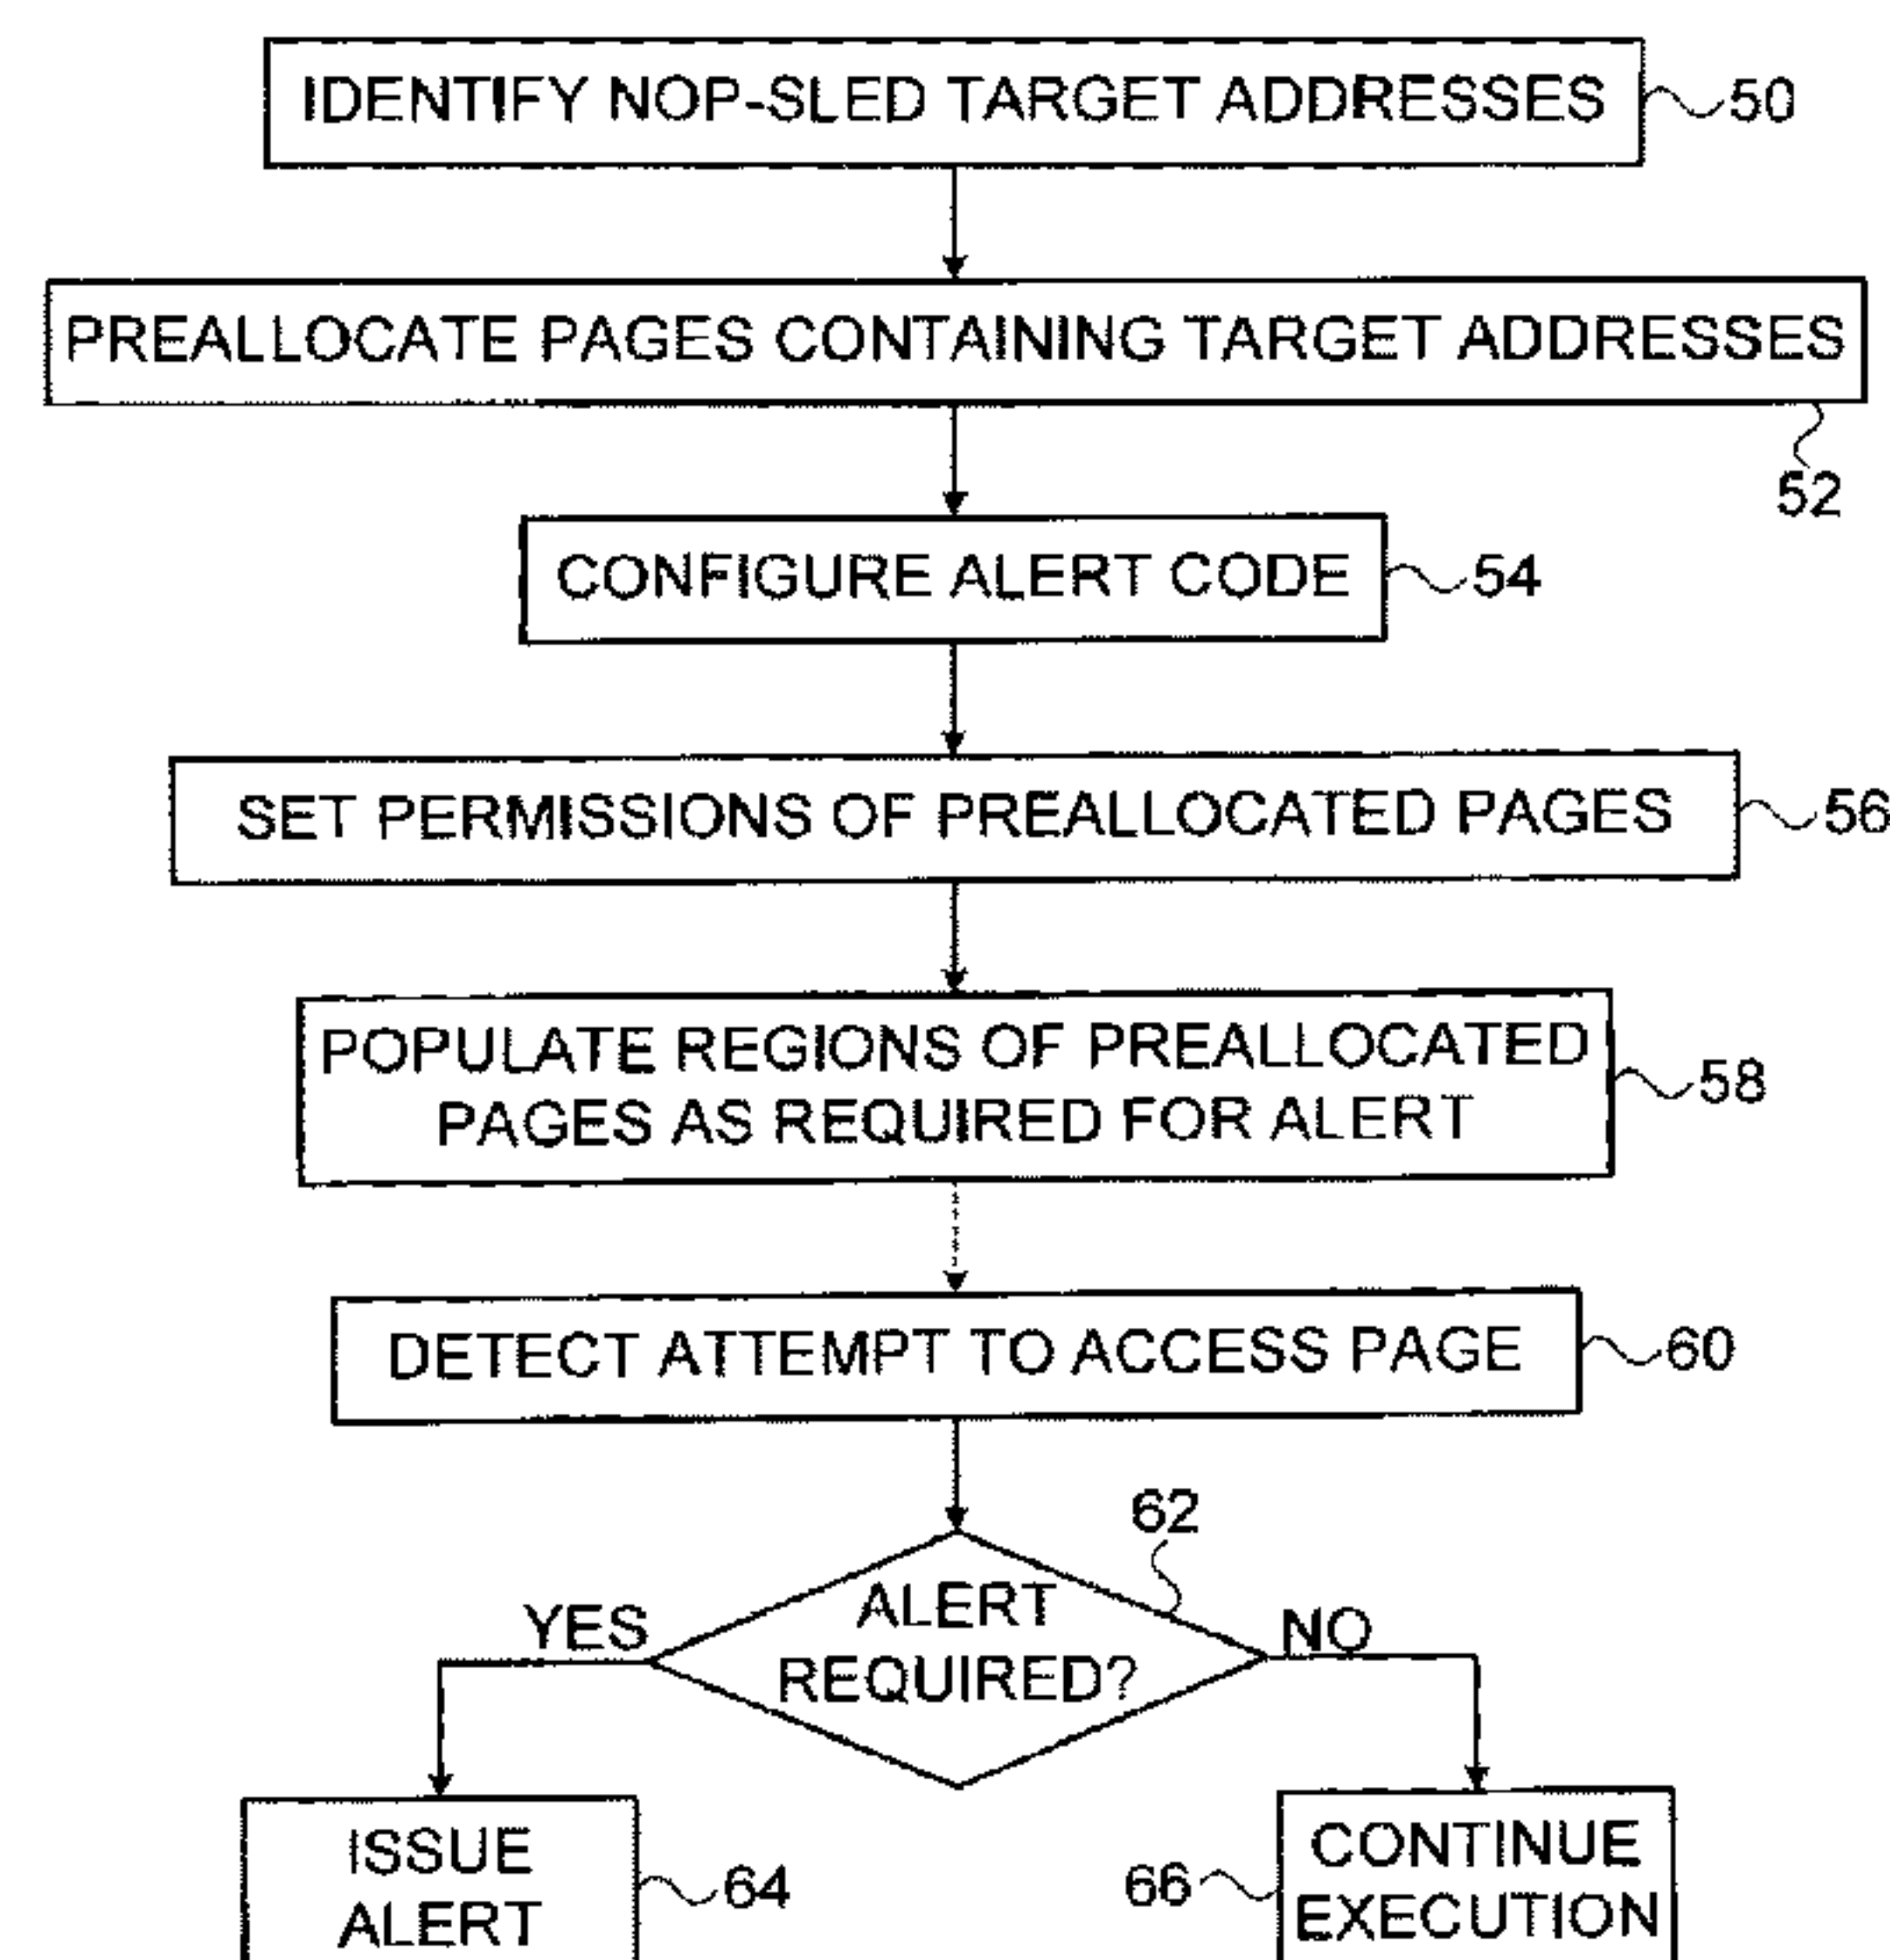 IDENTIFY NOP-SLED TARGET ADDRESSES
50
PREALLOCATE PAGES CONTAINING TARGET ADDRESSES
52
CONFIGURE ALERT CODE
54
SET PERMISSIONS OF PREALLOCATED PAGES
56
POPULATE REGIONS OF PREALLOCATED
PAGES AS REQUIRED FOR ALERT
58
DETECT ATTEMPT TO ACCESS PAGE
60
62
ALERT
REQUIRED?
YES
NO
ISSUE
ALERT
64
66
CONTINUE
EXECUTION